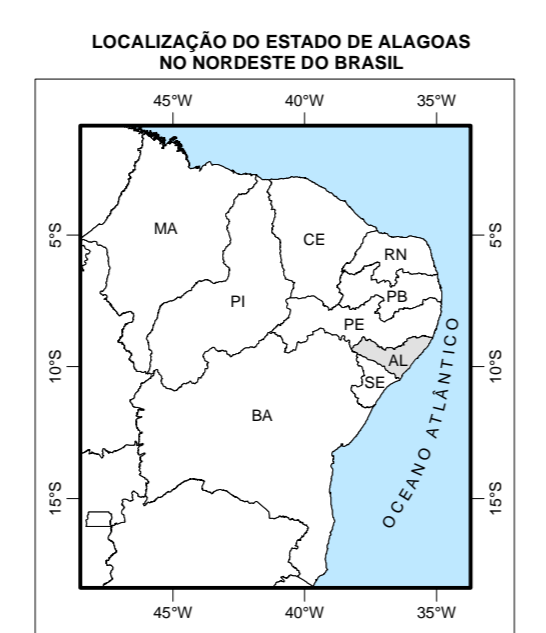 LOCALIZAÇÃO DO ESTADO DE ALAGOAS
NO NORDESTE DO BRASIL
45°W 40°W 35°W
5°S 5°S
10°S 10°S
15°S 15°S
MA
CE
RN
PB
PI
PE
AL
SE
BA
OCEANO ATLÂNTICO
45°W 40°W 35°W